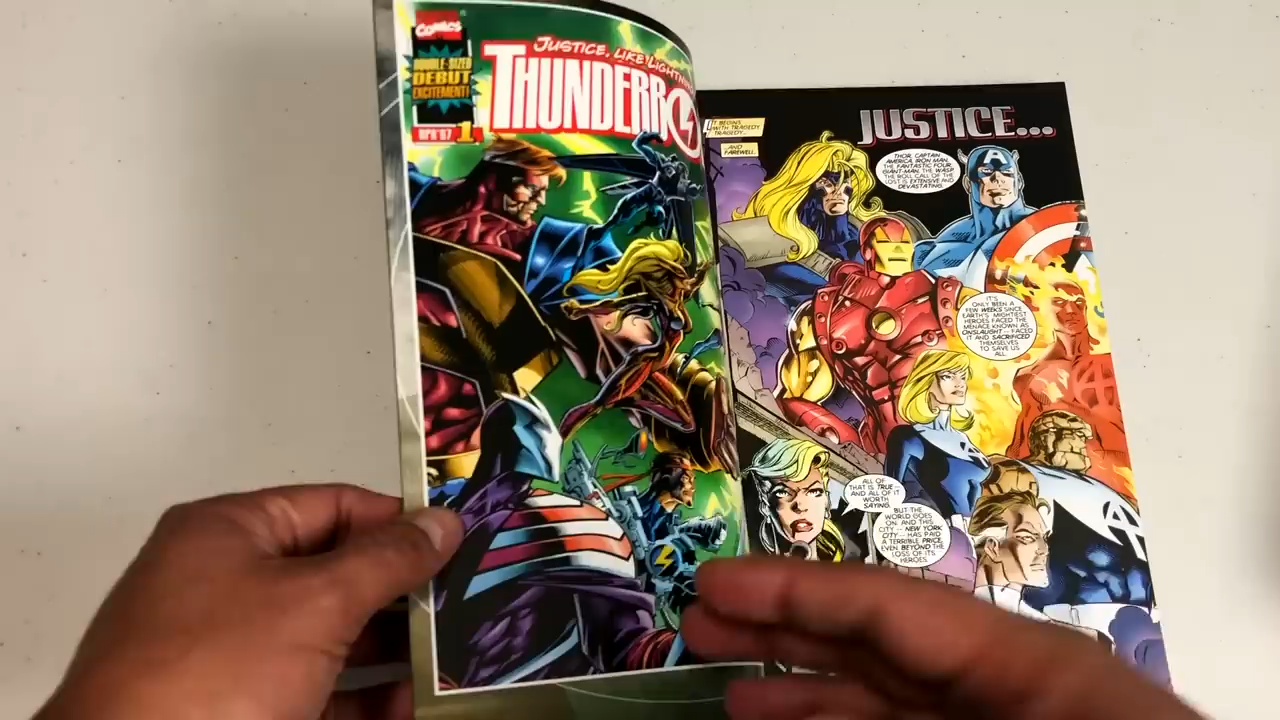 COMICS
DOUBLE-SIZED
DEBUT
EXCITEMENT!
APR '97 1
JUSTICE, LIKE LIGHTNING
THUNDERB
JUSTICE...
IT BEGINS
WITH TRAGEDY
TRAGEDY...
...AND
FAREWELL.
THOR, CAPTAIN
AMERICA, IRON MAN,
THE FANTASTIC FOUR,
GIANT-MAN, THE WASP.
THE ROLL CALL OF THE
LOST IS EXTENSIVE AND
DEVASTATING.
A
IT'S
ONLY BEEN A
FEW WEEKS SINCE
EARTH'S MIGHTIEST
HEROES FACED THE
MENACE KNOWN AS
ONSLAUGHT -- FACED
IT AND SACRIFICED
THEMSELVES
TO SAVE US
ALL.
ALL OF
THAT IS TRUE --
AND ALL OF IT
WORTH
SAYING.
BUT THE
WORLD GOES
ON. AND THIS
CITY -- NEW YORK
CITY -- HAS PAID
A TERRIBLE PRICE,
EVEN BEYOND THE
LOSS OF ITS
HEROES.